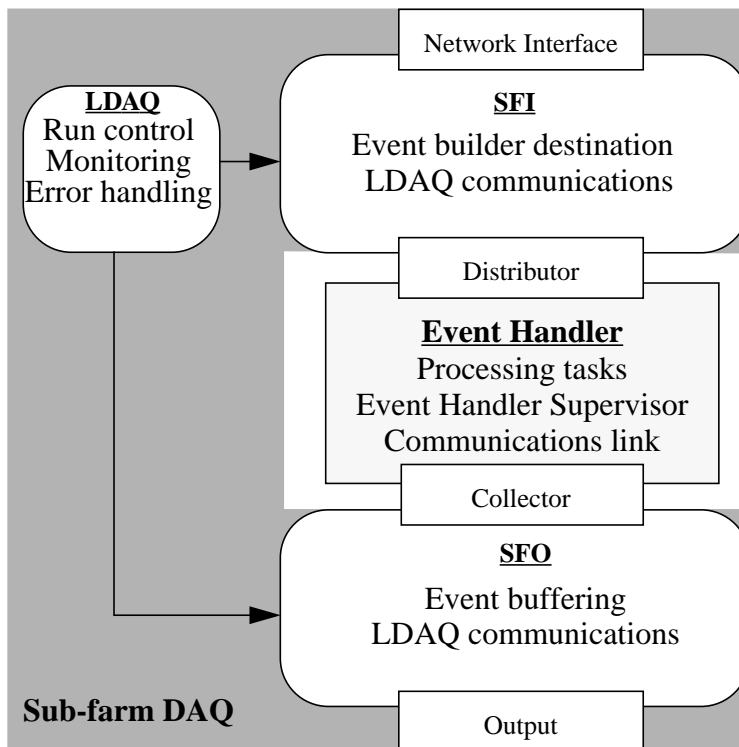 Network Interface
LDAQ
Run control
Monitoring
Error handling
SFI
Event builder destination
LDAQ communications
Distributor
Event Handler
Processing tasks
Event Handler Supervisor
Communications link
Collector
SFO
Event buffering
LDAQ communications
Sub-farm DAQ
Output